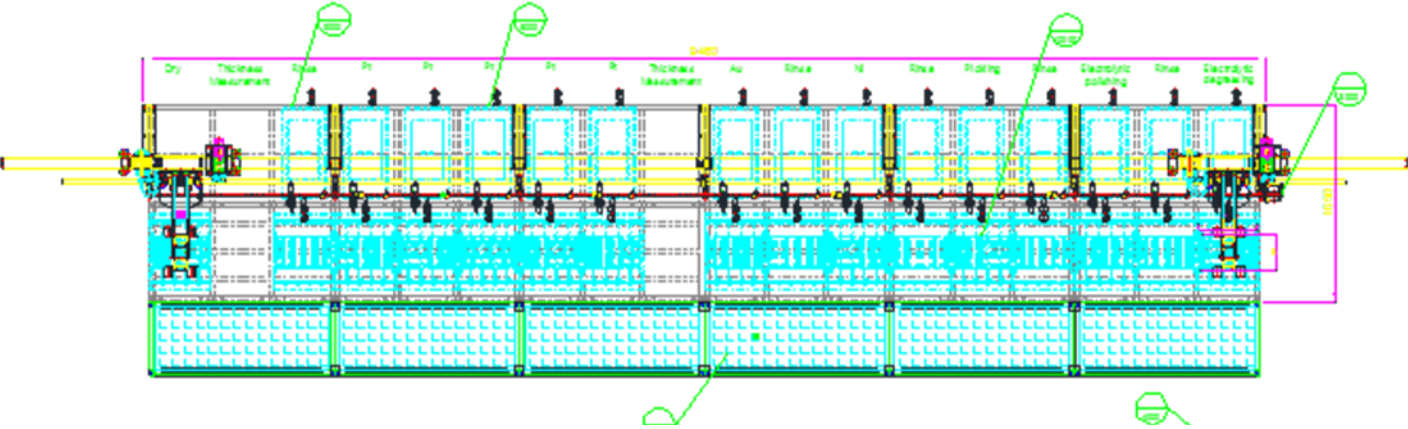 Dry
Thickness
Measurement
Rinse
Pt
Pt
Pt
Pt
Pt
Thickness
Measurement
Au
Rinse
Ni
Rinse
Pickling
Rinse
Electrolytic
polishing
Rinse
Electrolytic
degreasing